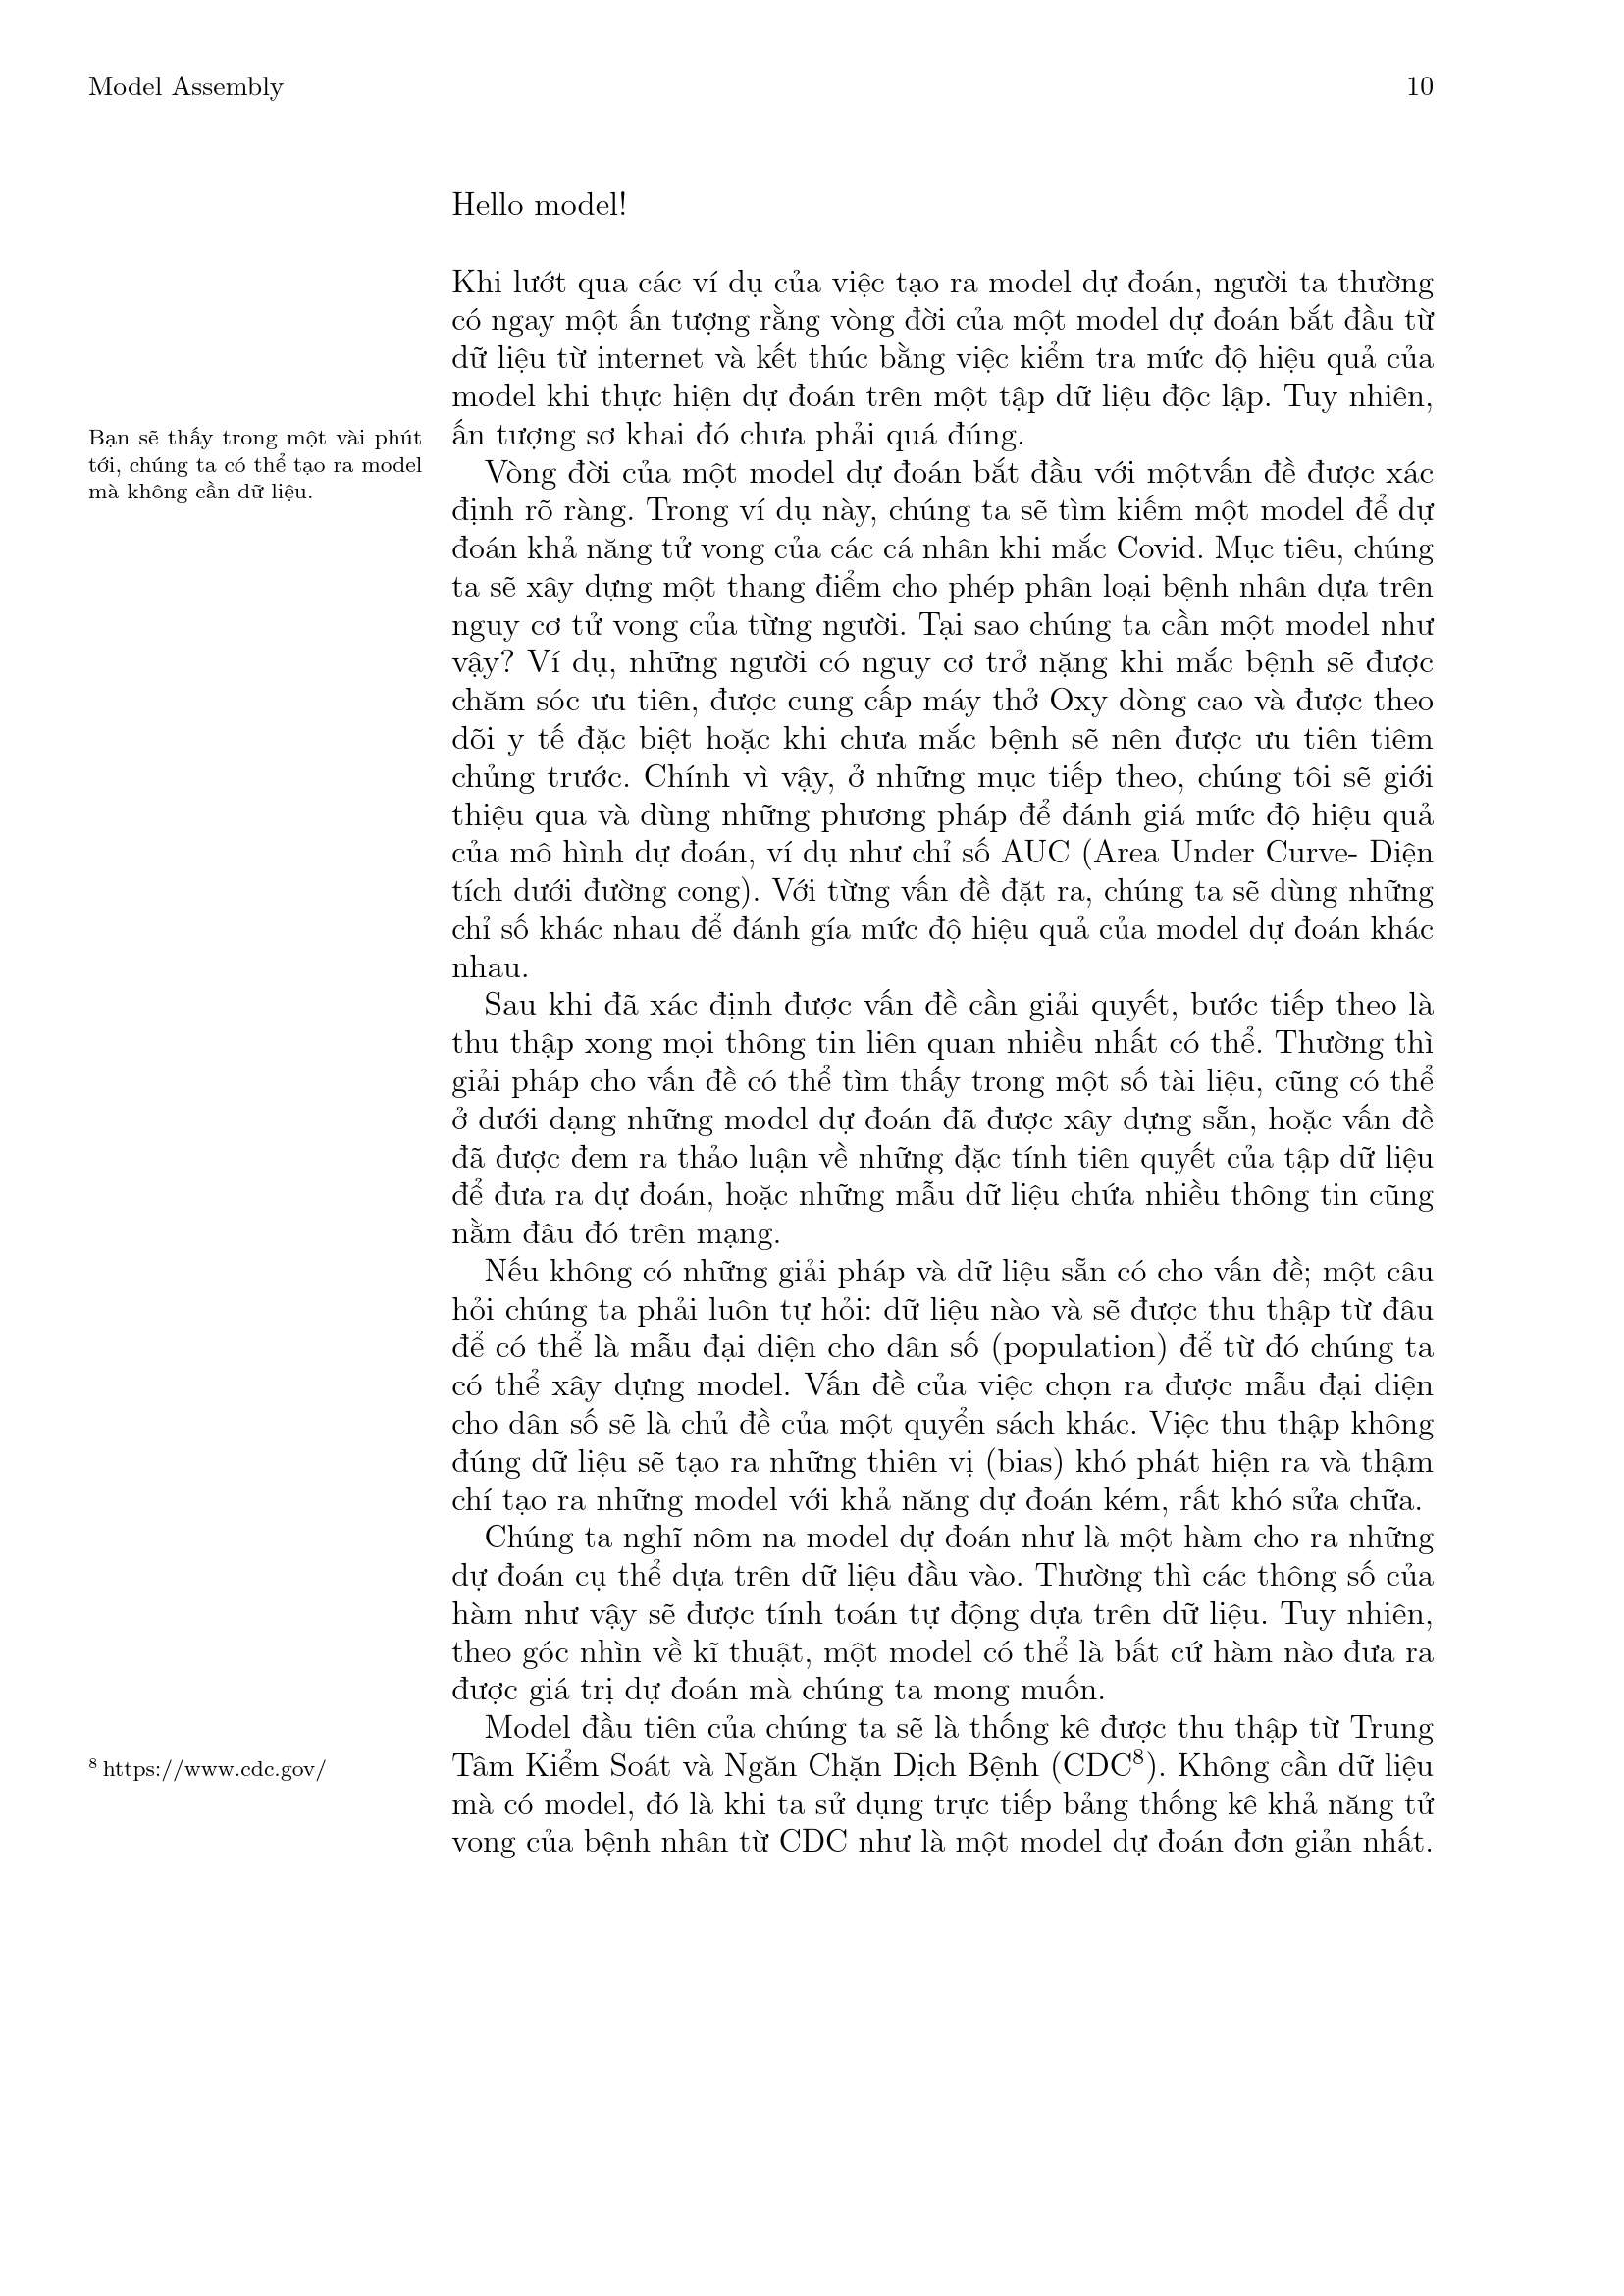 Model Assembly
10
Hello model!
Khi lướt qua các ví dụ của việc tạo ra model dự đoán, người ta thường
có ngay một ấn tượng rằng vòng đời của một model dự đoán bắt đầu từ
dữ liệu từ internet và kết thúc bằng việc kiểm tra mức độ hiệu quả của
model khi thực hiện dự đoán trên một tập dữ liệu độc lập. Tuy nhiên,
ấn tượng sơ khai đó chưa phải quá đúng.
Bạn sẽ thấy trong một vài phút
tới, chúng ta có thể tạo ra model
mà không cần dữ liệu.
Vòng đời của một model dự đoán bắt đầu với mộtvấn đề được xác
định rõ ràng. Trong ví dụ này, chúng ta sẽ tìm kiếm một model để dự
đoán khả năng tử vong của các cá nhân khi mắc Covid. Mục tiêu, chúng
ta sẽ xây dựng một thang điểm cho phép phân loại bệnh nhân dựa trên
nguy cơ tử vong của từng người. Tại sao chúng ta cần một model như
vậy? Ví dụ, những người có nguy cơ trở nặng khi mắc bệnh sẽ được
chăm sóc ưu tiên, được cung cấp máy thở Oxy dòng cao và được theo
dõi y tế đặc biệt hoặc khi chưa mắc bệnh sẽ nên được ưu tiên tiêm
chủng trước. Chính vì vậy, ở những mục tiếp theo, chúng tôi sẽ giới
thiệu qua và dùng những phương pháp để đánh giá mức độ hiệu quả
của mô hình dự đoán, ví dụ như chỉ số AUC (Area Under Curve- Diện
tích dưới đường cong). Với từng vấn đề đặt ra, chúng ta sẽ dùng những
chỉ số khác nhau để đánh gía mức độ hiệu quả của model dự đoán khác
nhau.
Sau khi đã xác định được vấn đề cần giải quyết, bước tiếp theo là
thu thập xong mọi thông tin liên quan nhiều nhất có thể. Thường thì
giải pháp cho vấn đề có thể tìm thấy trong một số tài liệu, cũng có thể
ở dưới dạng những model dự đoán đã được xây dựng sẵn, hoặc vấn đề
đã được đem ra thảo luận về những đặc tính tiên quyết của tập dữ liệu
để đưa ra dự đoán, hoặc những mẫu dữ liệu chứa nhiều thông tin cũng
nằm đâu đó trên mạng.
Nếu không có những giải pháp và dữ liệu sẵn có cho vấn đề; một câu
hỏi chúng ta phải luôn tự hỏi: dữ liệu nào và sẽ được thu thập từ đâu
để có thể là mẫu đại diện cho dân số (population) để từ đó chúng ta
có thể xây dựng model. Vấn đề của việc chọn ra được mẫu đại diện
cho dân số sẽ là chủ đề của một quyển sách khác. Việc thu thập không
đúng dữ liệu sẽ tạo ra những thiên vị (bias) khó phát hiện ra và thậm
chí tạo ra những model với khả năng dự đoán kém, rất khó sửa chữa.
Chúng ta nghĩ nôm na model dự đoán như là một hàm cho ra những
dự đoán cụ thể dựa trên dữ liệu đầu vào. Thường thì các thông số của
hàm như vậy sẽ được tính toán tự động dựa trên dữ liệu. Tuy nhiên,
theo góc nhìn về kĩ thuật, một model có thể là bất cứ hàm nào đưa ra
được giá trị dự đoán mà chúng ta mong muốn.
Model đầu tiên của chúng ta sẽ là thống kê được thu thập từ Trung
Tâm Kiểm Soát và Ngăn Chặn Dịch Bệnh (CDC⁸). Không cần dữ liệu
mà có model, đó là khi ta sử dụng trực tiếp bảng thống kê khả năng tử
vong của bệnh nhân từ CDC như là một model dự đoán đơn giản nhất.
⁸ https://www.cdc.gov/